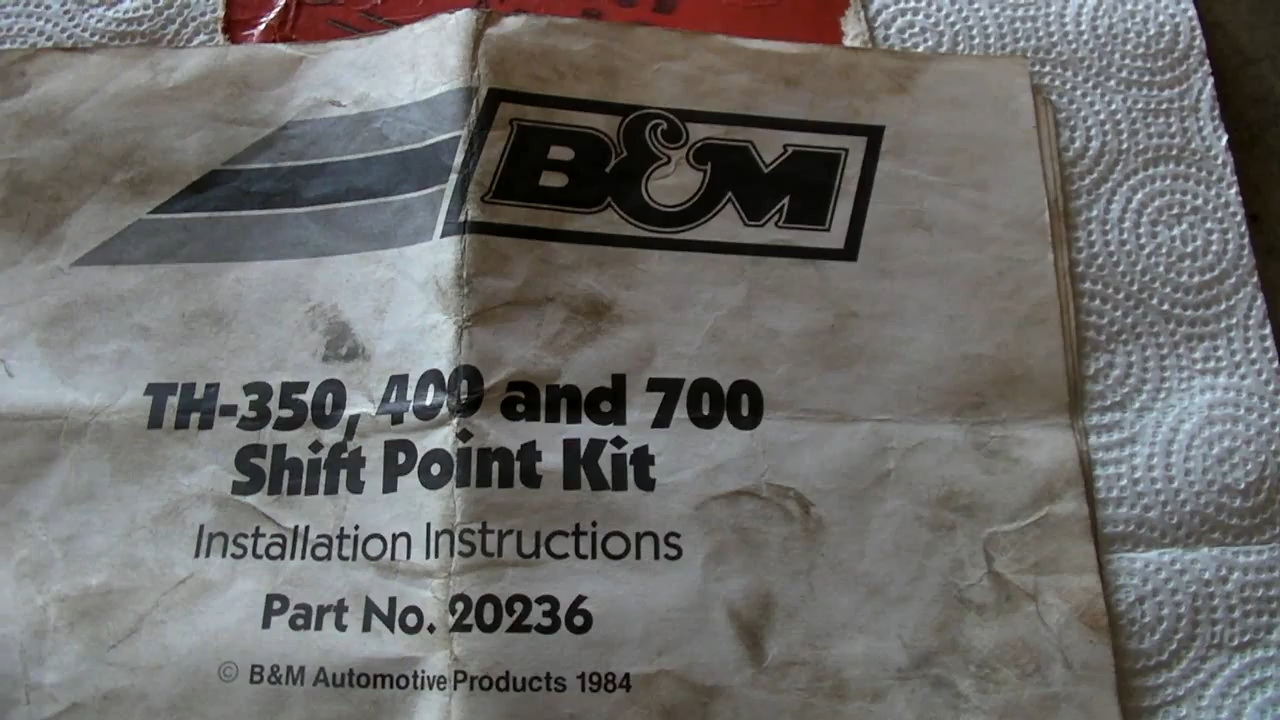 B&M
TH-350, 400 and 700
Shift Point Kit
Installation Instructions
Part No. 20236
© B&M Automotive Products 1984